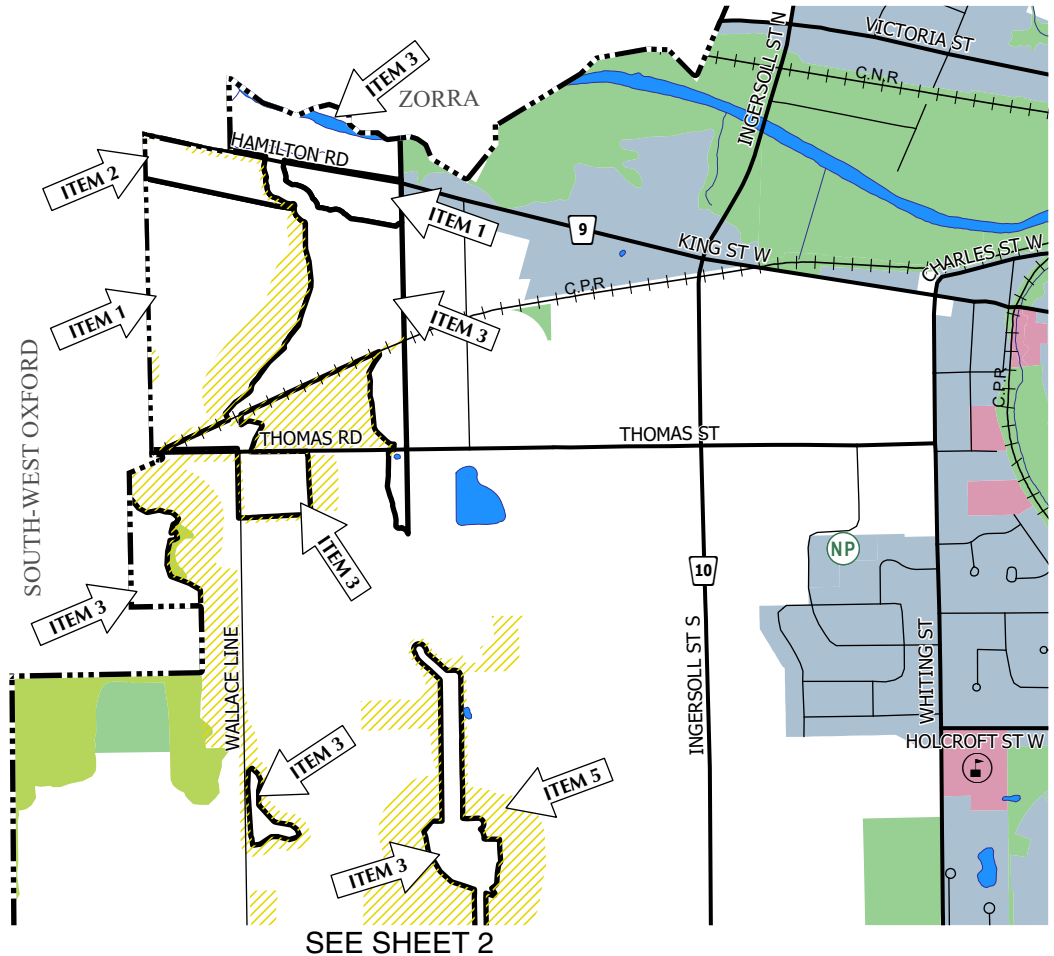 VICTORIA ST
INGERSOLL ST N
C.N.R
ITEM 3
ZORRA
HAMILTON RD
ITEM 2
ITEM 1
9
KING ST W
CHARLES ST W
C.P.R
ITEM 1
ITEM 3
C.P.R
SOUTH-WEST OXFORD
THOMAS RD
THOMAS ST
ITEM 3
NP
10
ITEM 3
WALLACE LINE
INGERSOLL ST S
WHITING ST
HOLCROFT ST W
ITEM 3
ITEM 5
ITEM 3
SEE SHEET 2